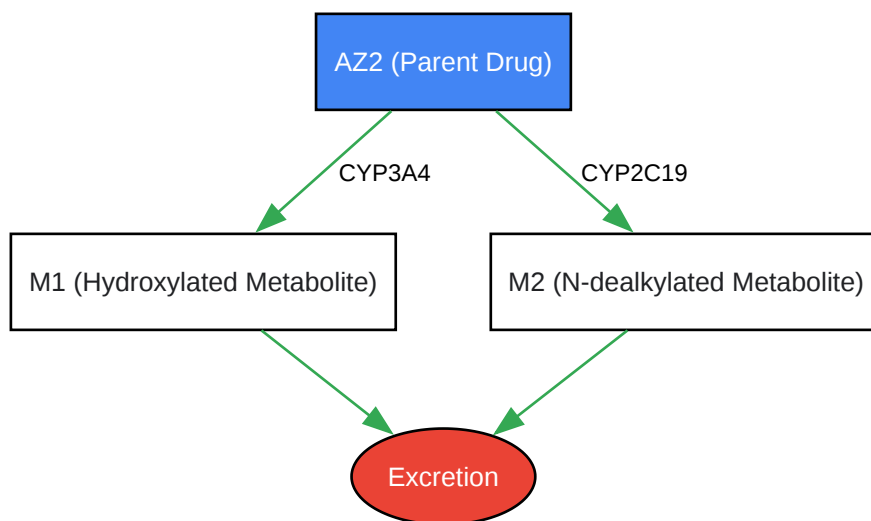 AZ2 (Parent Drug)
CYP3A4
CYP2C19
M1 (Hydroxylated Metabolite)
M2 (N-dealkylated Metabolite)
Excretion